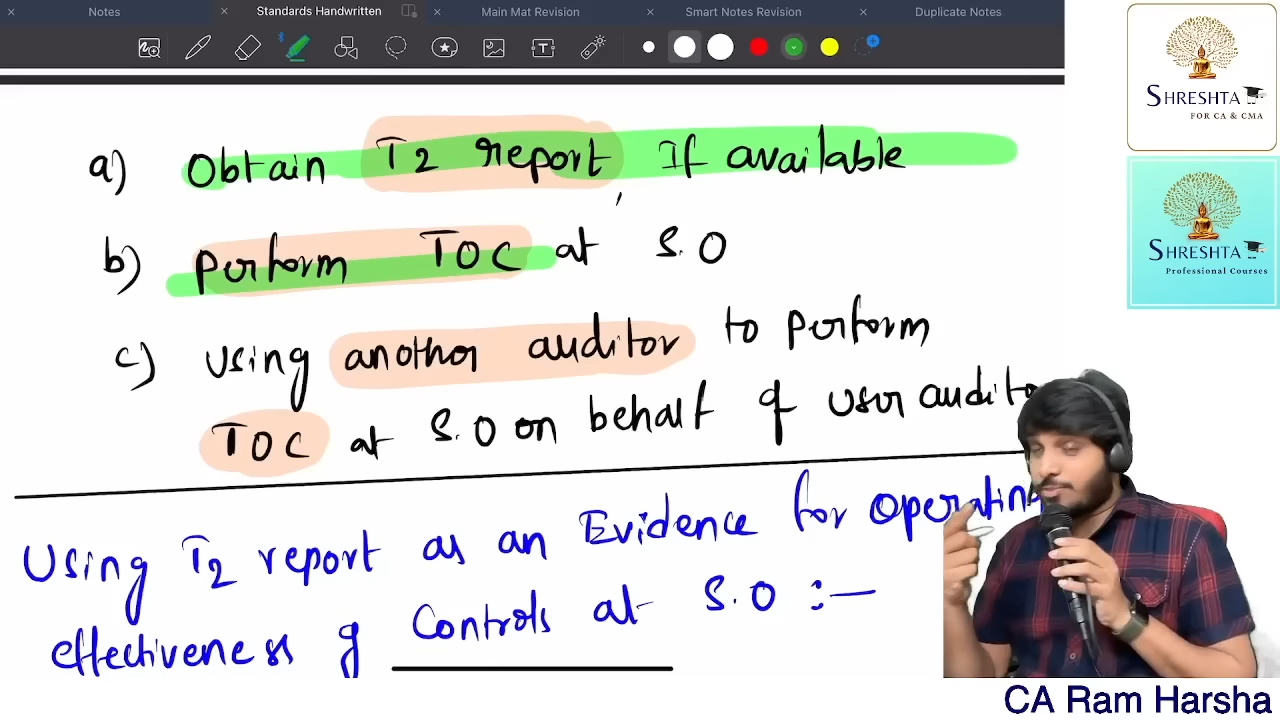 Notes
Standards Handwritten
Main Mat Revision
Smart Notes Revision
Duplicate Notes
a) Obtain T2 report, If available
b) Perform TOC at S.O
c) Using another auditor to perform
TOC at S.O on behalf of user audito
Using T2 report as an Evidence for Operating
effectiveness of Controls at S.O :-
SHRESHTA
FOR CA & CMA
SHRESHTA
Professional Courses
CA Ram Harsha